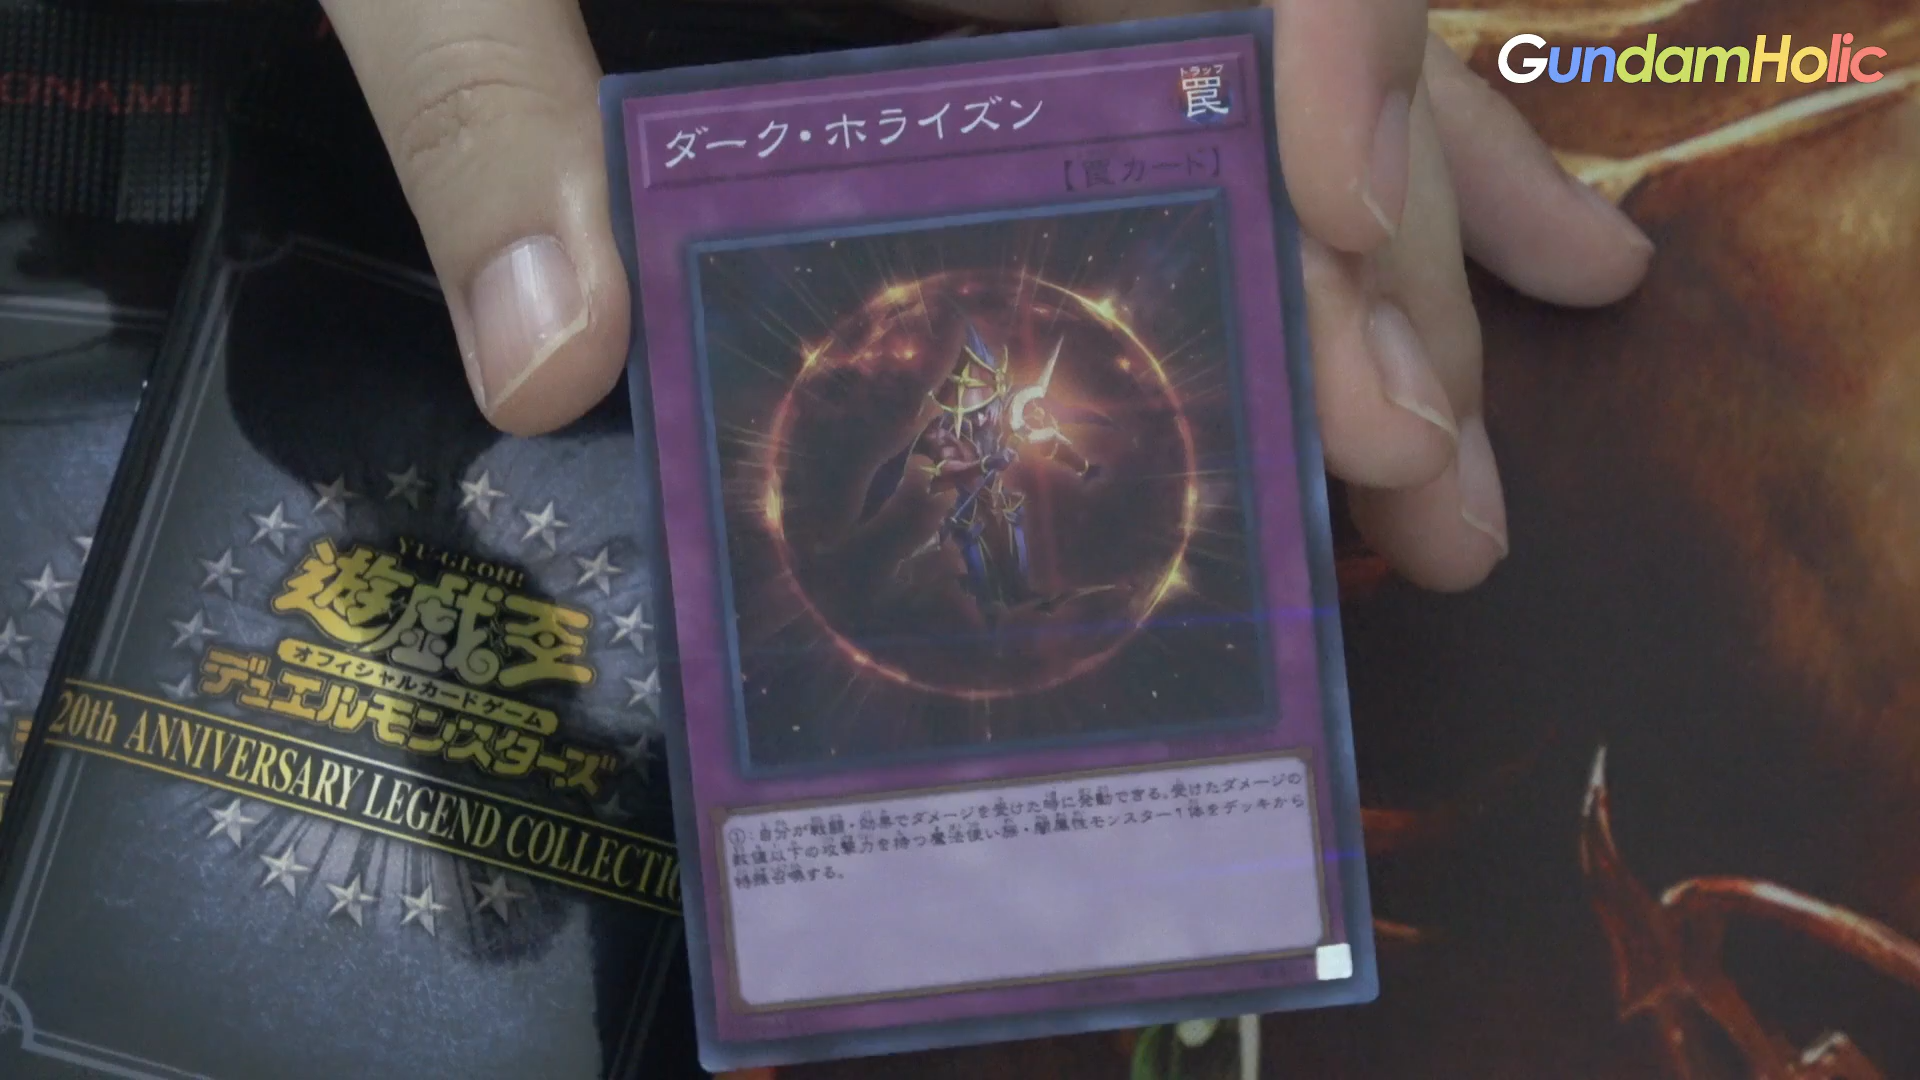 GundamHolic
KONAMI
ダーク・ホライズン
トラップ
罠
【罠カード】
YU-GI-OH!
遊戯王
オフィシャルカードゲーム
デュエルモンスターズ
20th ANNIVERSARY LEGEND COLLECTIO
①：自分が戦闘・効果でダメージを受けた時に発動できる。受けたダメージの
数値以下の攻撃力を持つ魔法使い族・闇属性モンスター１体をデッキから
特殊召喚する。